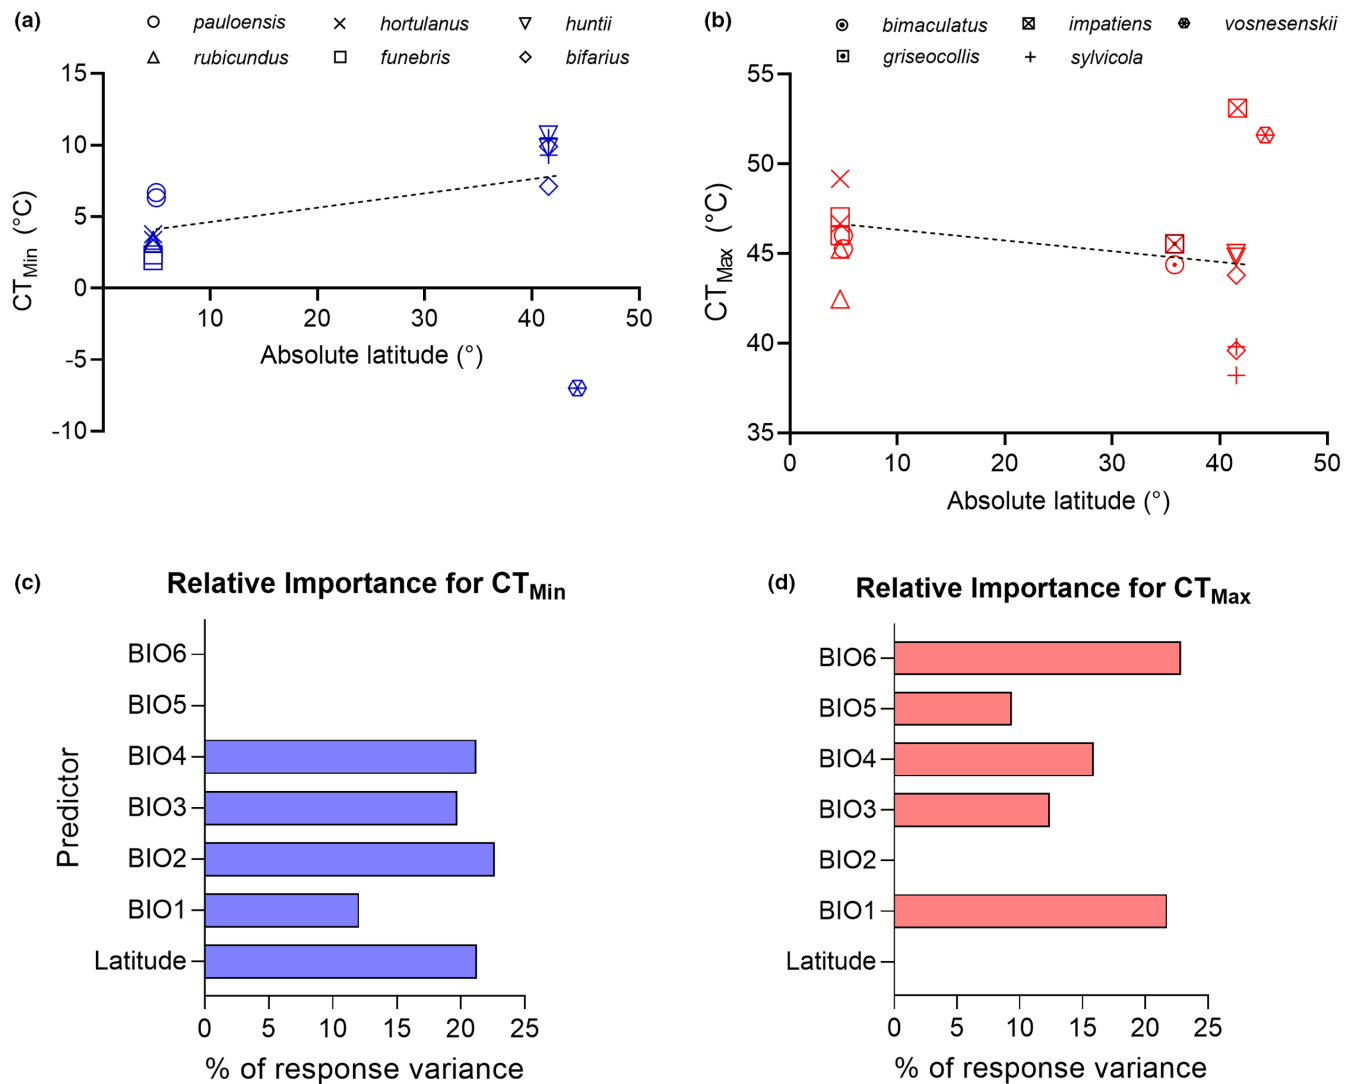 (a)
pauloensis hortulanus huntii
rubicundus funebris bifarius
15
10
5
0
-5
-10
10 20 30 40 50
CTMin (°C)
Absolute latitude (°)
(b)
bimaculatus impatiens vosnesenskii
griseocollis sylvicola
55
50
45
40
35
0 10 20 30 40 50
CTMax (°C)
Absolute latitude (°)
(c)
Relative Importance for CTMin
BIO6
BIO5
BIO4
BIO3
BIO2
BIO1
Latitude
Predictor
0 5 10 15 20 25
% of response variance
(d)
Relative Importance for CTMax
BIO6
BIO5
BIO4
BIO3
BIO2
BIO1
Latitude
0 5 10 15 20 25
% of response variance